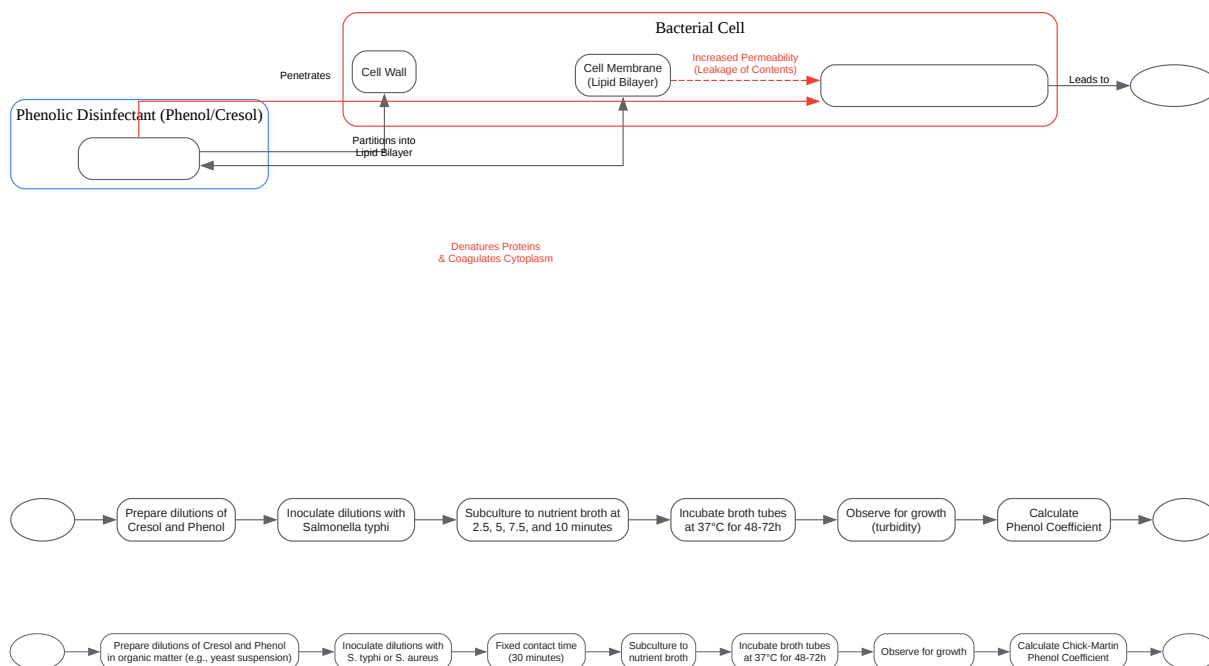 Bacterial Cell
Cell Wall
Cell Membrane
(Lipid Bilayer)
Increased Permeability
(Leakage of Contents)
Penetrates
Leads to
Phenolic Disinfectant (Phenol/Cresol)
Partitions into
Lipid Bilayer
Denatures Proteins
& Coagulates Cytoplasm
Prepare dilutions of
Cresol and Phenol
Inoculate dilutions with
Salmonella typhi
Subculture to nutrient broth at
2.5, 5, 7.5, and 10 minutes
Incubate broth tubes
at 37°C for 48-72h
Observe for growth
(turbidity)
Calculate
Phenol Coefficient
Prepare dilutions of Cresol and Phenol
in organic matter (e.g., yeast suspension)
Inoculate dilutions with
S. typhi or S. aureus
Fixed contact time
(30 minutes)
Subculture to
nutrient broth
Incubate broth tubes
at 37°C for 48-72h
Observe for growth
Calculate Chick-Martin
Phenol Coefficient